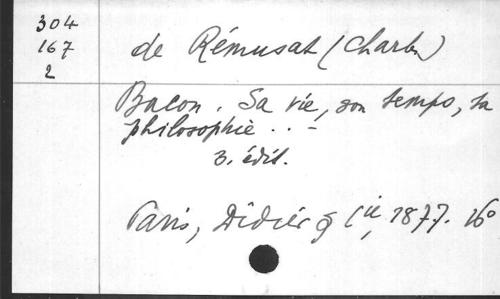 304
167
2
de Rémusat (Charles)
Bacon. Sa vie, son temps, sa
philosophie . . -
3. édit.
Paris, Didier & Cie, 1877. 16°